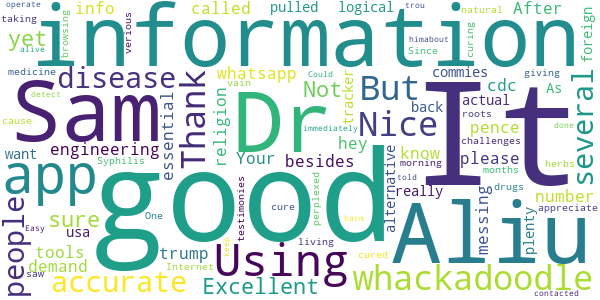 operate info called pulled logical After trou
browsing taking yet alive information natural curing foreign
medicine Since himabout verious
Sam disease Thank Dr whatsapp But Not tracker commies cdc It several
detect engineering essential religion vain Could back actual As giving
cause Nice roots
want Your hey immediately challenges done
app Syphilis besides perplexed alternative know please pence
people sure One cure morning really number herbs
good testimonies told months drugs
tools usa living harm Aliu messing plenty appreciate
demand trump Using cured
Easy saw Internet keep whackadoodle
accurate Excellent contacted